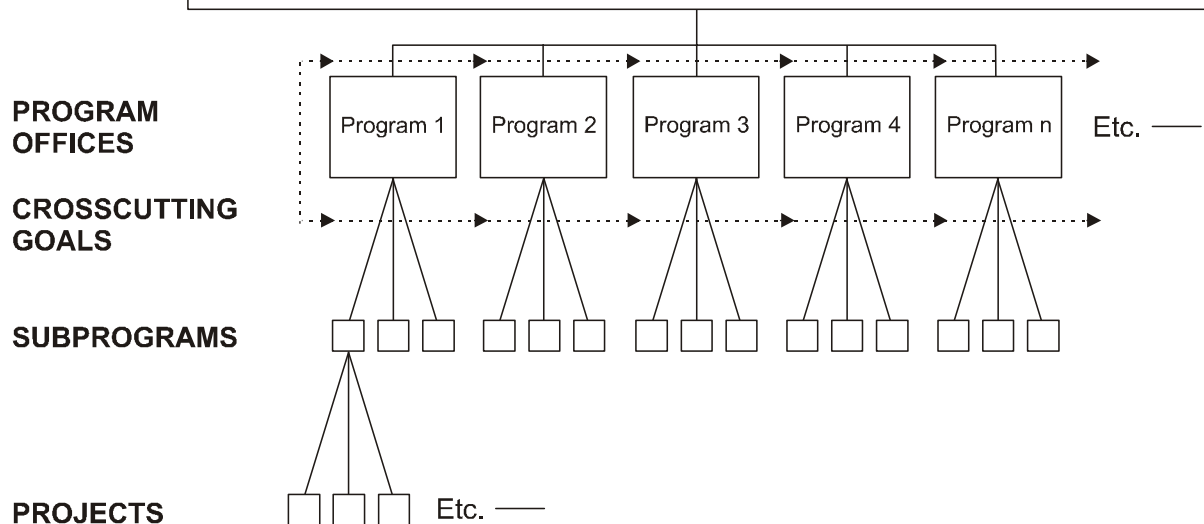 PROGRAM
OFFICES
Program 1
Program 2
Program 3
Program 4
Program n
Etc.
CROSSCUTTING
GOALS
SUBPROGRAMS
PROJECTS
Etc.